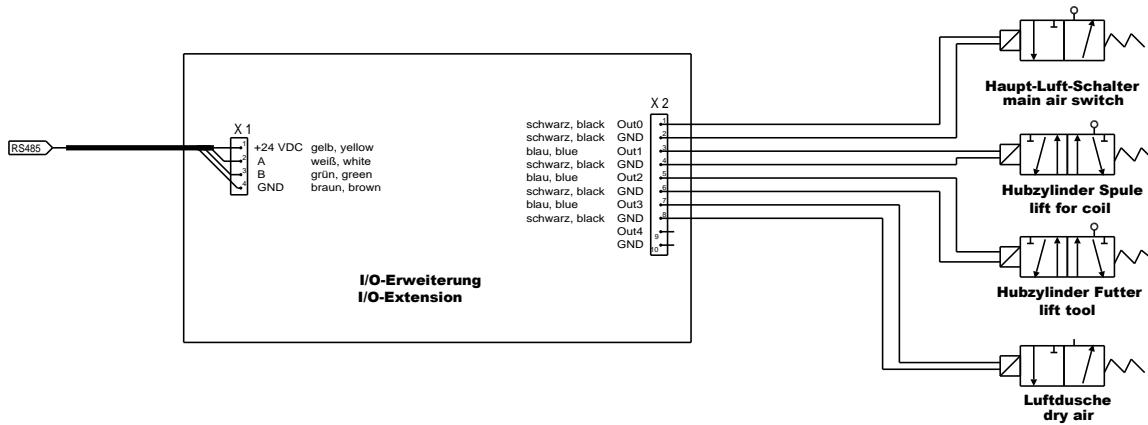 RS485
X 1
1 +24 VDC gelb, yellow
2 A weiß, white
3 B grün, green
4 GND braun, brown
I/O-Erweiterung
I/O-Extension
X 2
schwarz, black Out0 1
schwarz, black GND 2
blau, blue Out1 3
schwarz, black GND 4
blau, blue Out2 5
schwarz, black GND 6
blau, blue Out3 7
schwarz, black GND 8
Out4 9
GND 10
Haupt-Luft-Schalter
main air switch
Hubzylinder Spule
lift for coil
Hubzylinder Futter
lift tool
Luftdusche
dry air